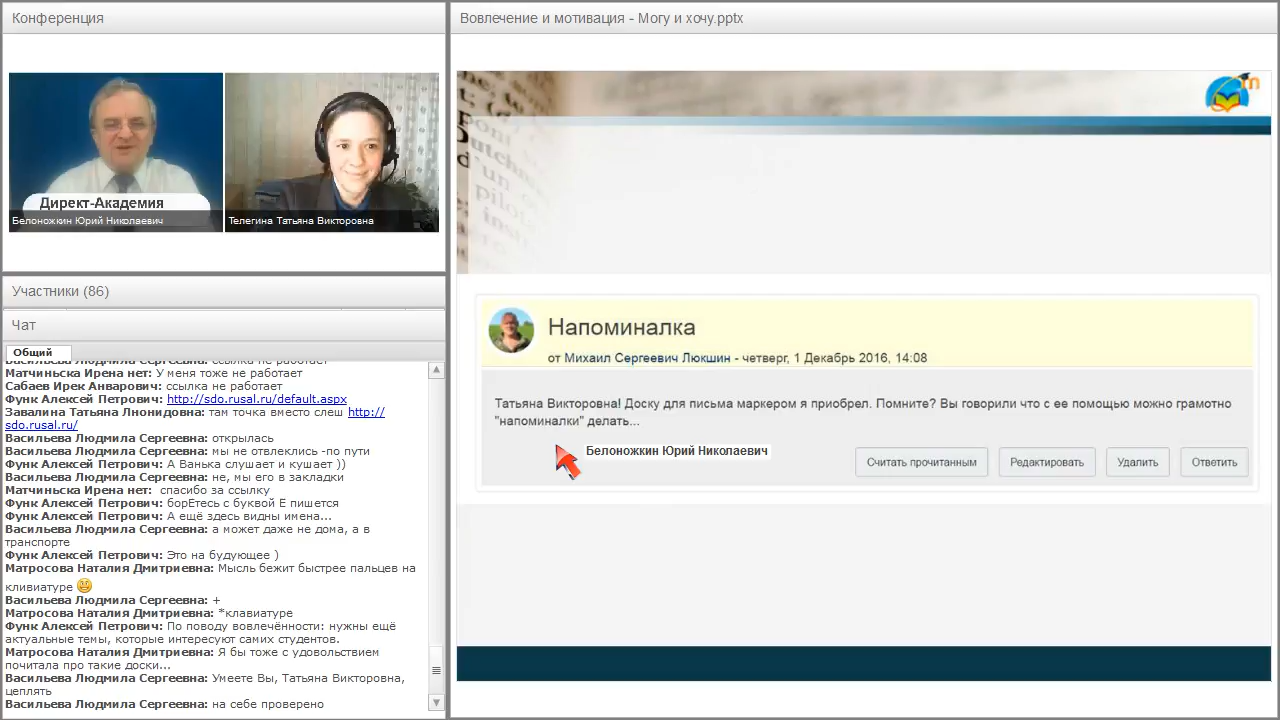 Конференция
Директ-Академия
Белоножкин Юрий Николаевич
Телегина Татьяна Викторовна
Участники (86)
Чат
Общий
Васильева Людмила Сергеевна: ссылка не работает
Матчиньска Ирена нет: У меня тоже не работает
Сабаев Ирек Анварович: ссылка не работает
Функ Алексей Петрович: http://sdo.rusal.ru/default.aspx
Завалина Татьяна Лнонидовна: там точка вместо слеш http://
sdo.rusal.ru/
Васильева Людмила Сергеевна: открылась
Васильева Людмила Сергеевна: мы не отвлеклись -по пути
Функ Алексей Петрович: А Ванька слушает и кушает ))
Васильева Людмила Сергеевна: не, мы его в закладки
Матчиньска Ирена нет: спасибо за ссылку
Функ Алексей Петрович: борЕтесь с буквой Е пишется
Функ Алексей Петрович: А ещё здесь видны имена...
Васильева Людмила Сергеевна: а может даже не дома, а в
транспорте
Функ Алексей Петрович: Это на будующее )
Матросова Наталия Дмитриевна: Мысль бежит быстрее пальцев на
кливиатуре
Васильева Людмила Сергеевна: +
Матросова Наталия Дмитриевна: *клавиатуре
Функ Алексей Петрович: По поводу вовлечённости: нужны ещё
актуальные темы, которые интересуют самих студентов.
Матросова Наталия Дмитриевна: Я бы тоже с удовольствием
почитала про такие доски...
Васильева Людмила Сергеевна: Умеете Вы, Татьяна Викторовна,
цеплять
Васильева Людмила Сергеевна: на себе проверено
Вовлечение и мотивация - Могу и хочу.pptx
Напоминалка
от Михаил Сергеевич Люкшин - четверг, 1 Декабрь 2016, 14:08
Татьяна Викторовна! Доску для письма маркером я приобрел. Помните? Вы говорили что с ее помощью можно грамотно
"напоминалки" делать...
Белоножкин Юрий Николаевич
Считать прочитанным
Редактировать
Удалить
Ответить